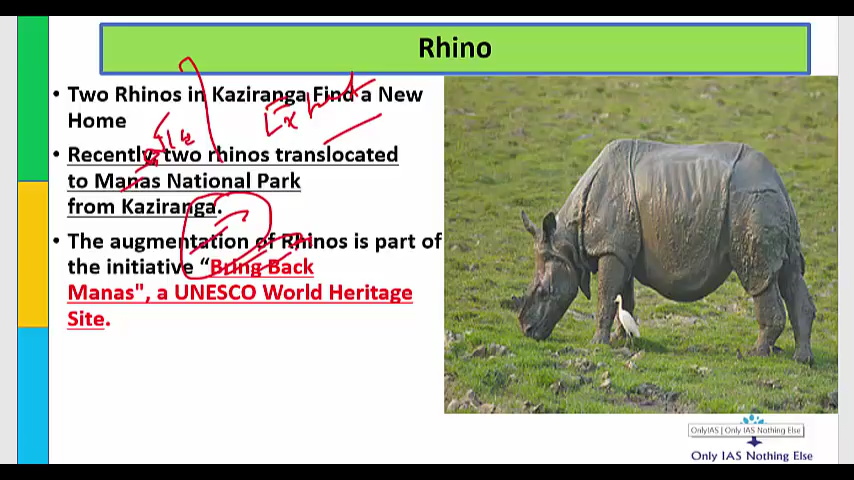 Rhino
• Two Rhinos in Kaziranga Find a New
Home
• Recently, two rhinos translocated
to Manas National Park
from Kaziranga.
• The augmentation of Rhinos is part of
the initiative “Bring Back
Manas", a UNESCO World Heritage
Site.
OnlyIAS | Only IAS Nothing Else
Only IAS Nothing Else